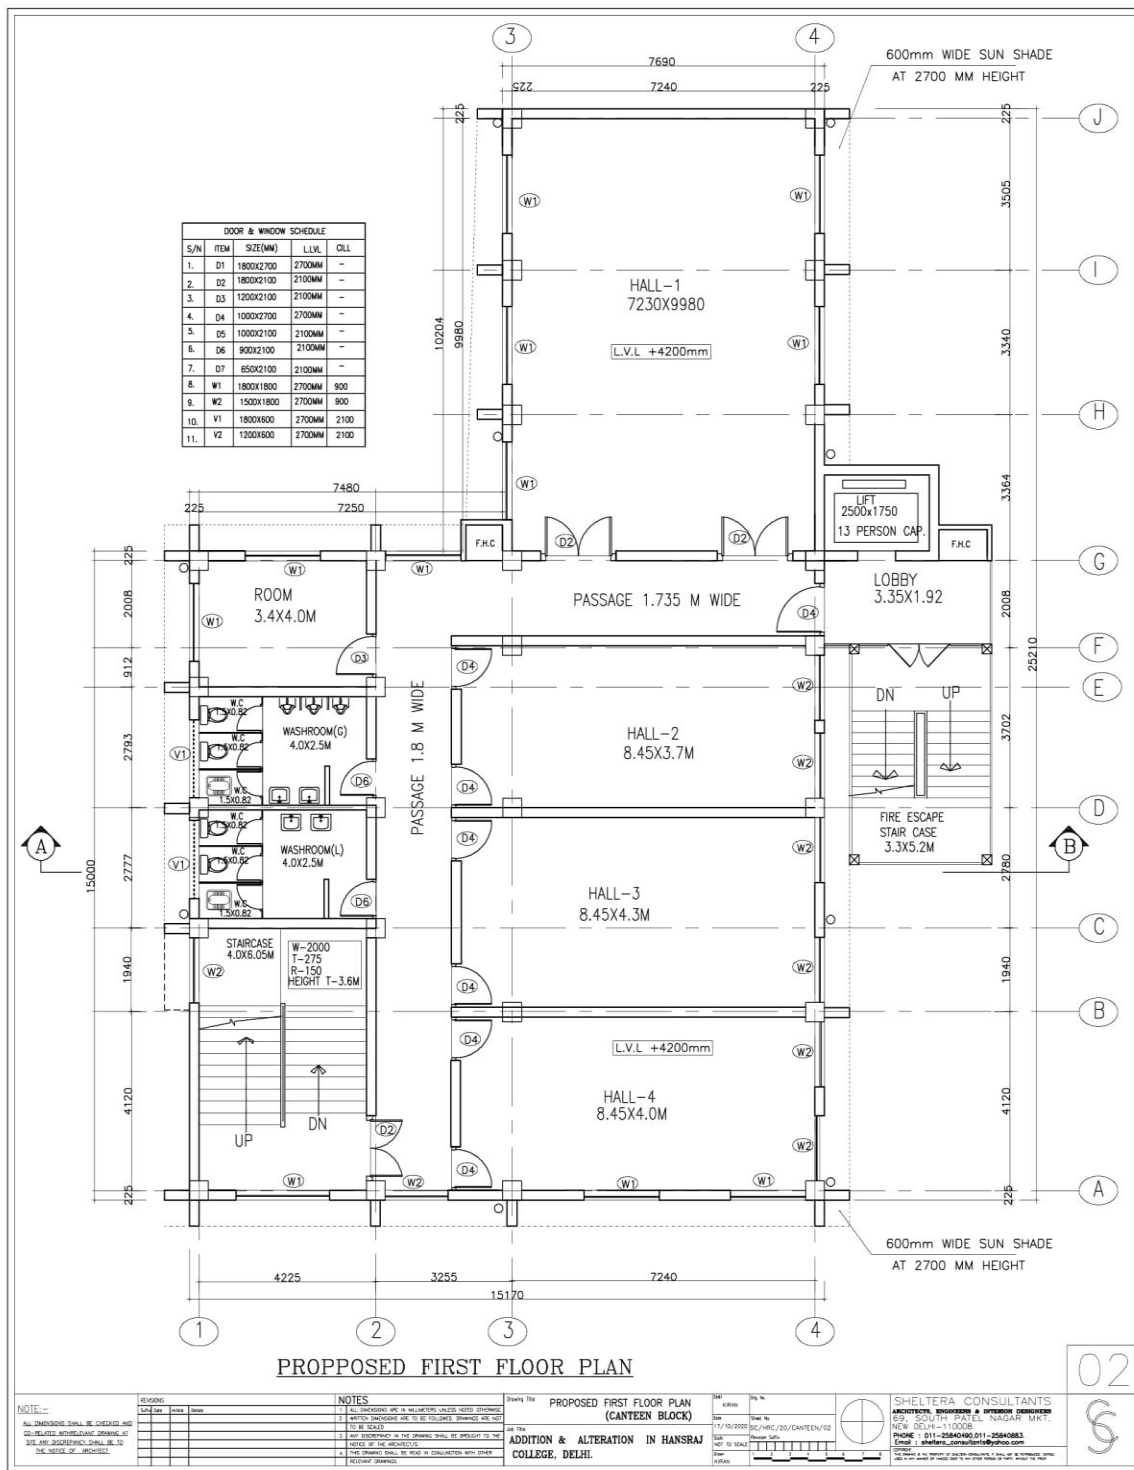 3
4
7690
225
7240
225
600mm WIDE SUN SHADE
AT 2700 MM HEIGHT
J
225
225
3505
W1
W1
DOOR & WINDOW SCHEDULE
S/N ITEM SIZE(MM) L.LVL CILL
1. D1 1800X2700 2700MM –
2. D2 1800X2100 2100MM –
3. D3 1200X2100 2100MM –
4. D4 1000X2700 2700MM –
5. D5 1000X2100 2100MM –
6. D6 900X2100 2100MM –
7. D7 650X2100 2100MM –
8. W1 1800X1800 2700MM 900
9. W2 1500X1800 2700MM 900
10. V1 1800X600 2700MM 2100
11. V2 1200X600 2700MM 2100
I
HALL-1
7230X9980
10204
9980
3340
W1
W1
L.V.L +4200mm
H
3364
W1
7480
225
7250
LIFT
2500x1750
13 PERSON CAP.
F.H.C
D2
D2
F.H.C
225
G
W1
W1
ROOM
3.4X4.0M
W1
PASSAGE 1.735 M WIDE
LOBBY
3.35X1.92
D4
2008
2008
25210
F
D3
D4
912
E
W2
PASSAGE 1.8 M WIDE
DN
UP
W.C
1.5X0.82
WASHROOM(G)
4.0X2.5M
W.C
1.5X0.82
HALL-2
8.45X3.7M
3702
2793
V1
W2
D6
D4
W.C
1.5X0.82
D
FIRE ESCAPE
STAIR CASE
3.3X5.2M
W.C
1.5X0.82
D4
W2
A
B
WASHROOM(L)
4.0X2.5M
W.C
1.5X0.82
V1
2777
15000
2780
HALL-3
8.45X4.3M
W.C
1.5X0.82
D6
C
STAIRCASE
4.0X6.05M
W-2000
T-275
R-150
HEIGHT T-3.6M
W2
1940
D4
W2
1940
B
D4
L.V.L +4200mm
W2
HALL-4
8.45X4.0M
4120
4120
UP
DN
D2
W2
D4
W1
W2
W1
W1
225
225
A
600mm WIDE SUN SHADE
AT 2700 MM HEIGHT
4225
3255
7240
15170
1
2
3
4
PROPPOSED FIRST FLOOR PLAN
02
NOTE:-
ALL DIMENSIONS SHALL BE CHECKED AND
CO-RELATED WITHRELEVANT DRAWING AT
SITE ANY DISCREPANCY SHALL BE TO
THE NOTICE OF ARCHITECT.
REVISIONS
NOTES
1 ALL DIMENSIONS ARE IN MILLIMETERS UNLESS NOTED OTHERWISE
2 WRITTEN DIMENSIONS ARE TO BE FOLLOWED. DRAWINGS ARE NOT
TO BE SCALED
3 ANY DISCREPANCY IN THE DRAWING SHALL BE BROUGHT TO THE
NOTICE OF THE ARCHITECT/S
4 THIS DRAWING SHALL BE READ IN CONJUNCTION WITH OTHER
RELEVANT DRAWINGS.
Drawing Title
PROPOSED FIRST FLOOR PLAN
(CANTEEN BLOCK)
Job Title
ADDITION & ALTERATION IN HANSRAJ
COLLEGE, DELHI.
Date
17/10/2020
Scale
NOT TO SCALE
Sheet No.
SC/HRC/20/CANTEEN/02
SHELTERA CONSULTANTS
ARCHITECTS, ENGINEERS & INTERIOR DESIGNERS
69, SOUTH PATEL NAGAR MKT.
NEW DELHI-110008.
PHONE : 011-25840490,011-25840883.
Email : sheltera_consultants@yahoo.com